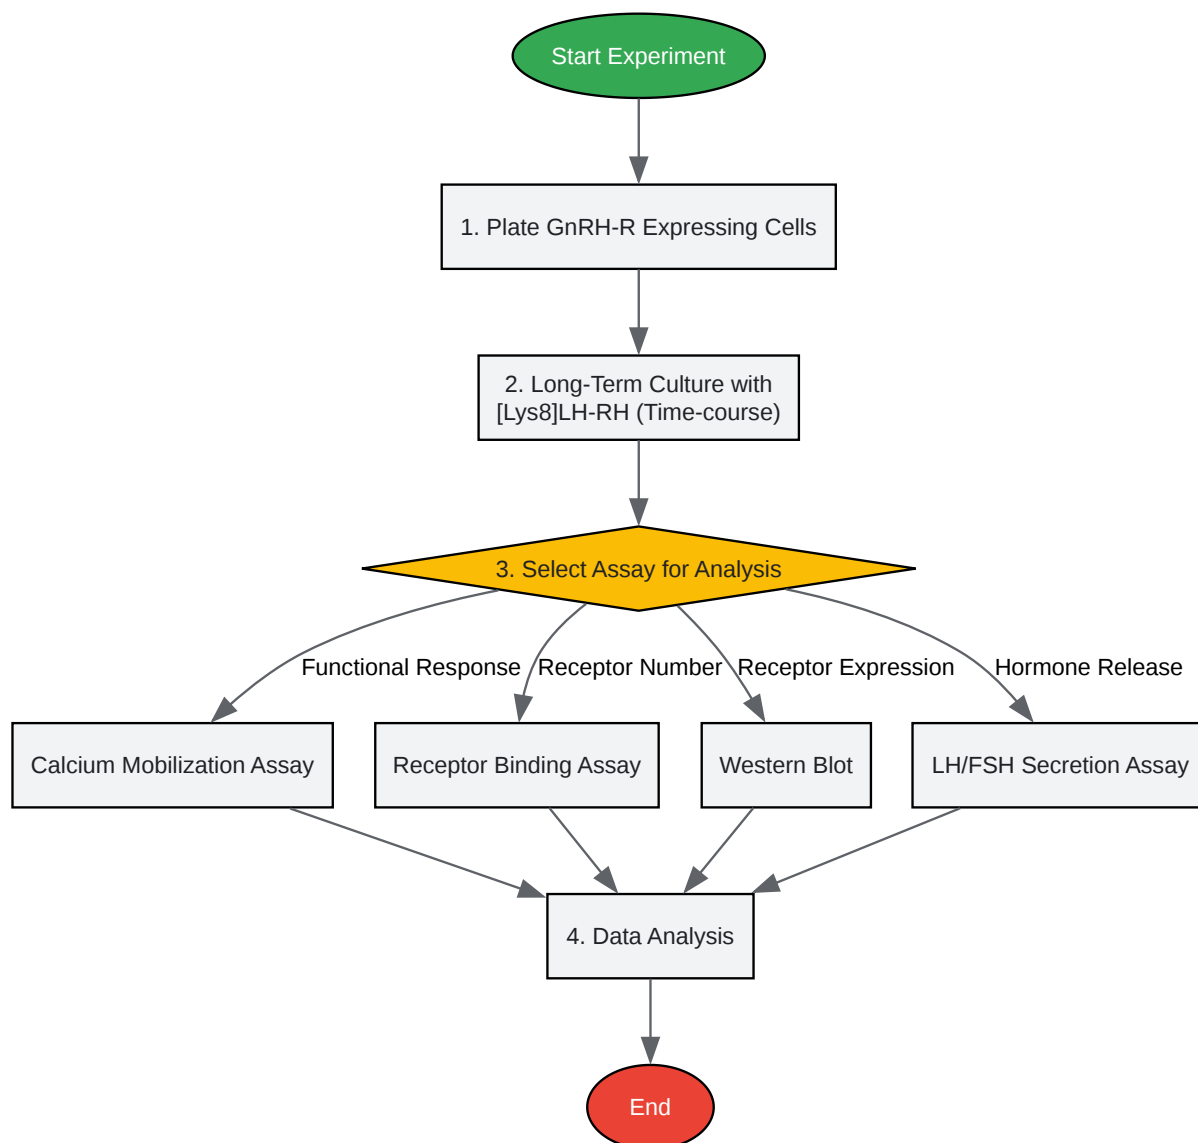 Start Experiment
1. Plate GnRH-R Expressing Cells
2. Long-Term Culture with
[Lys8]LH-RH (Time-course)
3. Select Assay for Analysis
Functional Response
Receptor Number
Receptor Expression
Hormone Release
Calcium Mobilization Assay
Receptor Binding Assay
Western Blot
LH/FSH Secretion Assay
4. Data Analysis
End